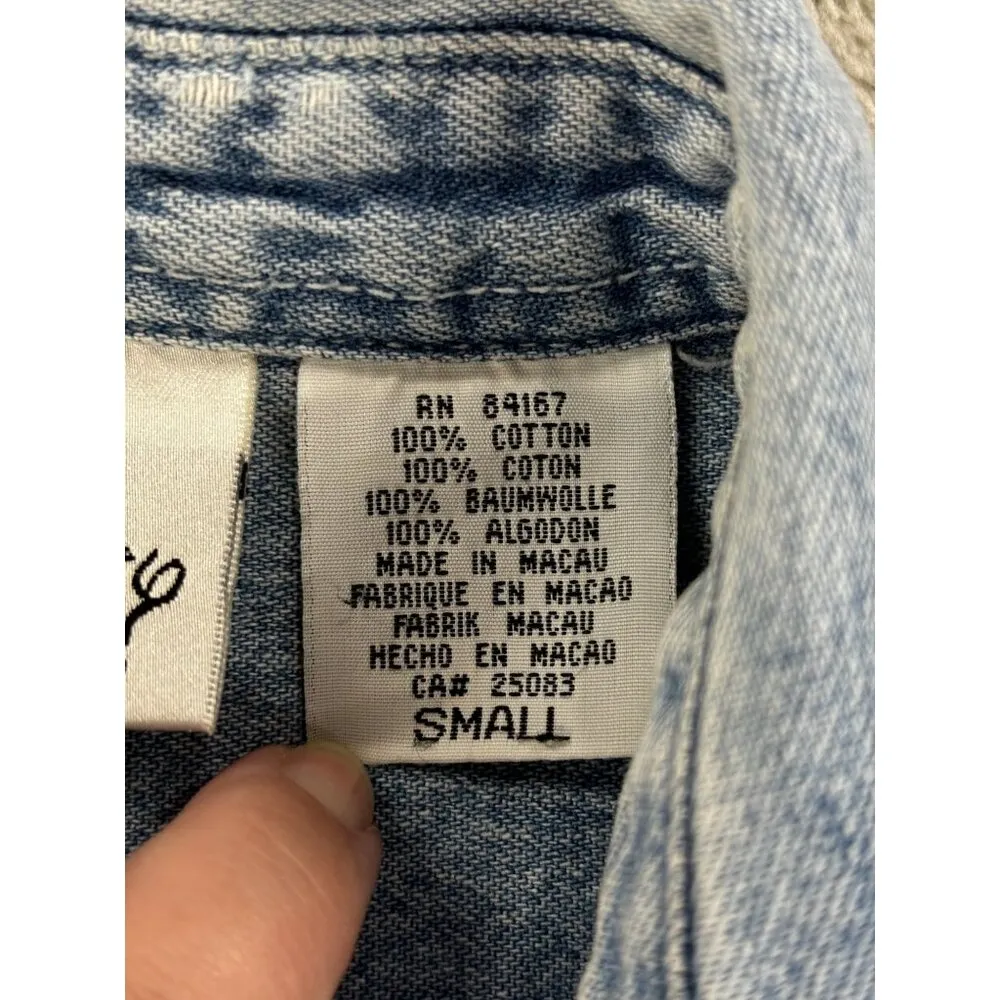 RN 84167
100% COTTON
100% COTON
100% BAUMWOLLE
100% ALGODON
MADE IN MACAU
FABRIQUE EN MACAO
FABRIK MACAU
HECHO EN MACAO
CA# 25083
SMALL